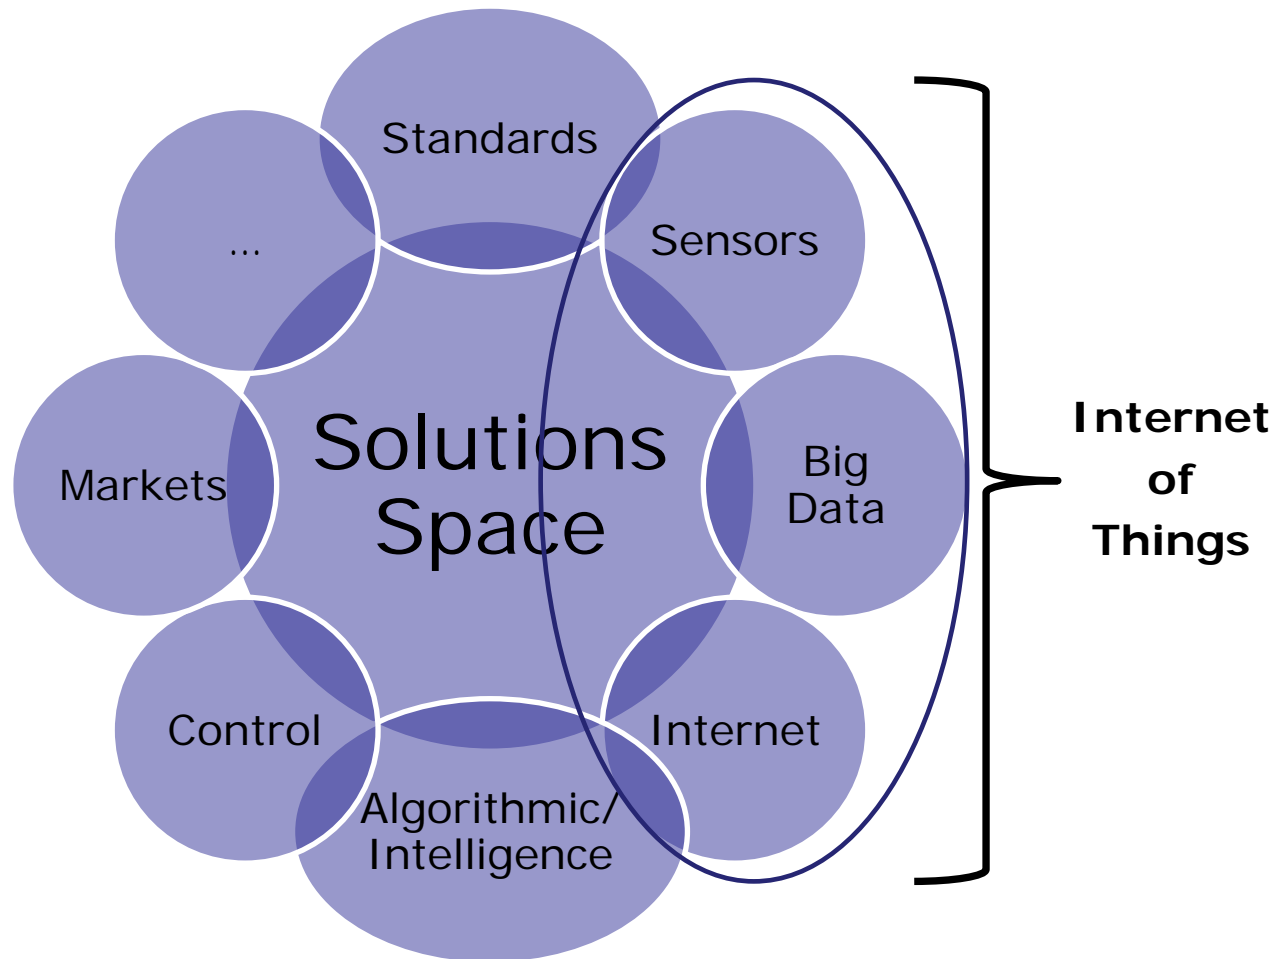 Standards
...
Sensors
Solutions
Space
Markets
Big
Data
Internet
of
Things
Control
Internet
Algorithmic/
Intelligence